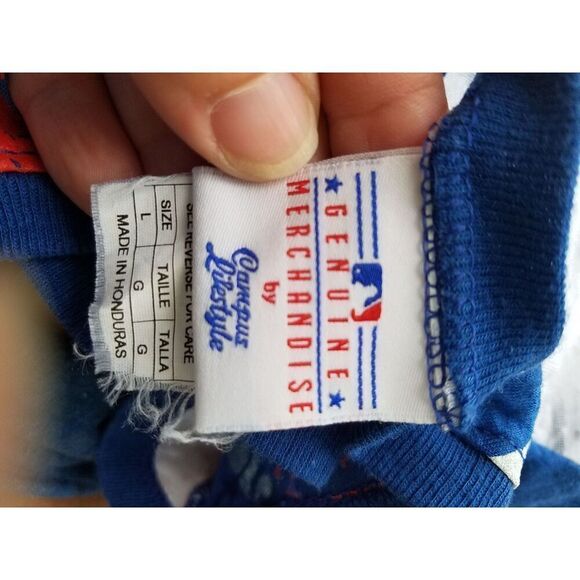 ★ GENUINE ★
MERCHANDISE
by
Campus
Lifestyle
SEE REVERSE FOR CARE
SIZE TAILLE TALLA
L G G
MADE IN HONDURAS